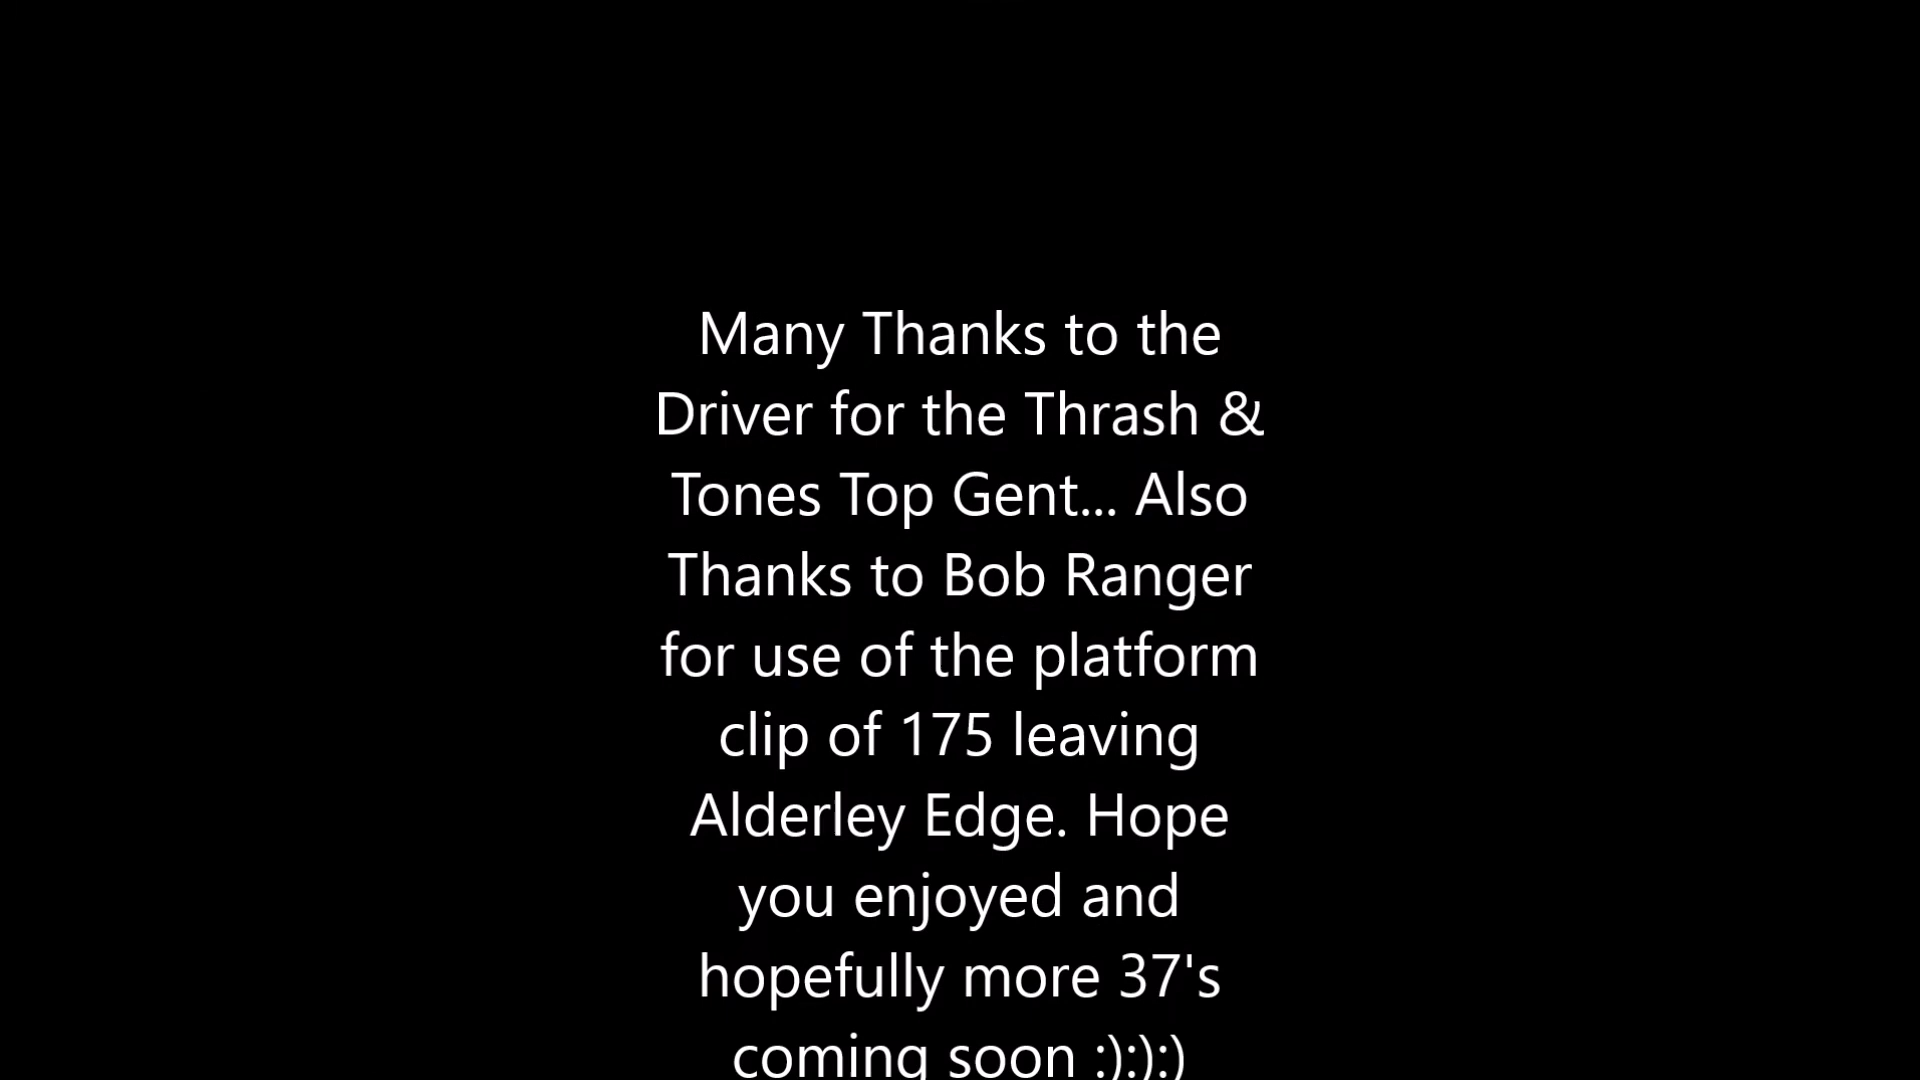 Many Thanks to the
Driver for the Thrash &
Tones Top Gent... Also
Thanks to Bob Ranger
for use of the platform
clip of 175 leaving
Alderley Edge. Hope
you enjoyed and
hopefully more 37's
coming soon :):):)